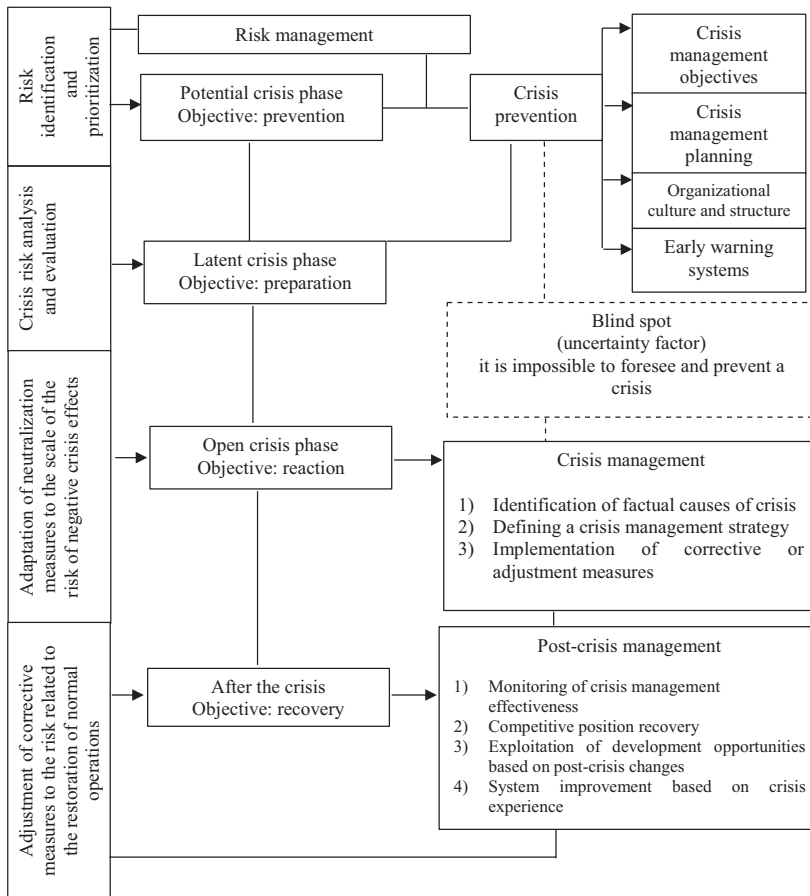 Risk
identification
and
prioritization
Risk management
Potential crisis phase
Objective: prevention
Crisis
prevention
Crisis
management
objectives
Crisis
management
planning
Organizational
culture and structure
Early warning
systems
Crisis risk analysis
and evaluation
Latent crisis phase
Objective: preparation
Blind spot
(uncertainty factor)
it is impossible to foresee and prevent a
crisis
Adaptation of neutralization
measures to the scale of the
risk of negative crisis effects
Open crisis phase
Objective: reaction
Crisis management
1) Identification of factual causes of crisis
2) Defining a crisis management strategy
3) Implementation of corrective or
adjustment measures
Adjustment of corrective
measures to the risk related to
the restoration of normal
operations
After the crisis
Objective: recovery
Post-crisis management
1) Monitoring of crisis management
effectiveness
2) Competitive position recovery
3) Exploitation of development opportunities
based on post-crisis changes
4) System improvement based on crisis
experience